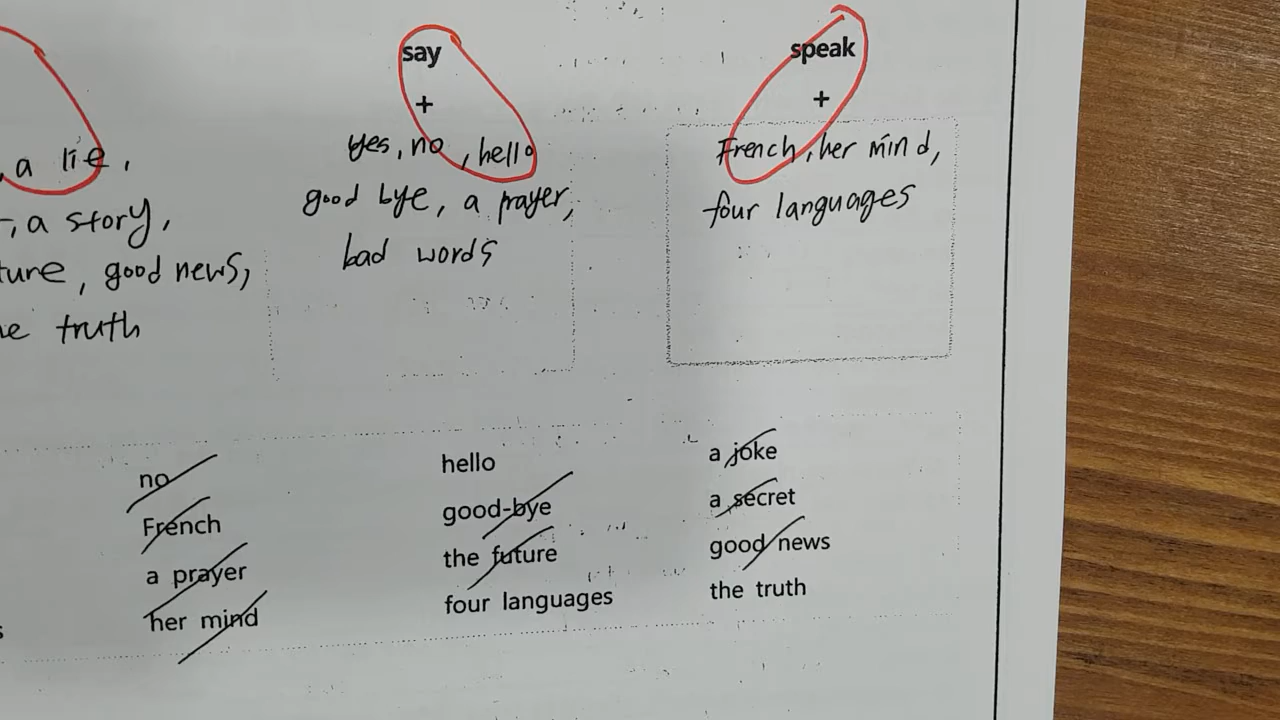 say
+
yes, no, hello
good bye, a prayer,
bad words
speak
+
French, her mind,
four languages
a lie,
, a story,
ture, good news,
truth
no
French
a prayer
her mind
hello
good-bye
the future
four languages
a joke
a secret
good news
the truth